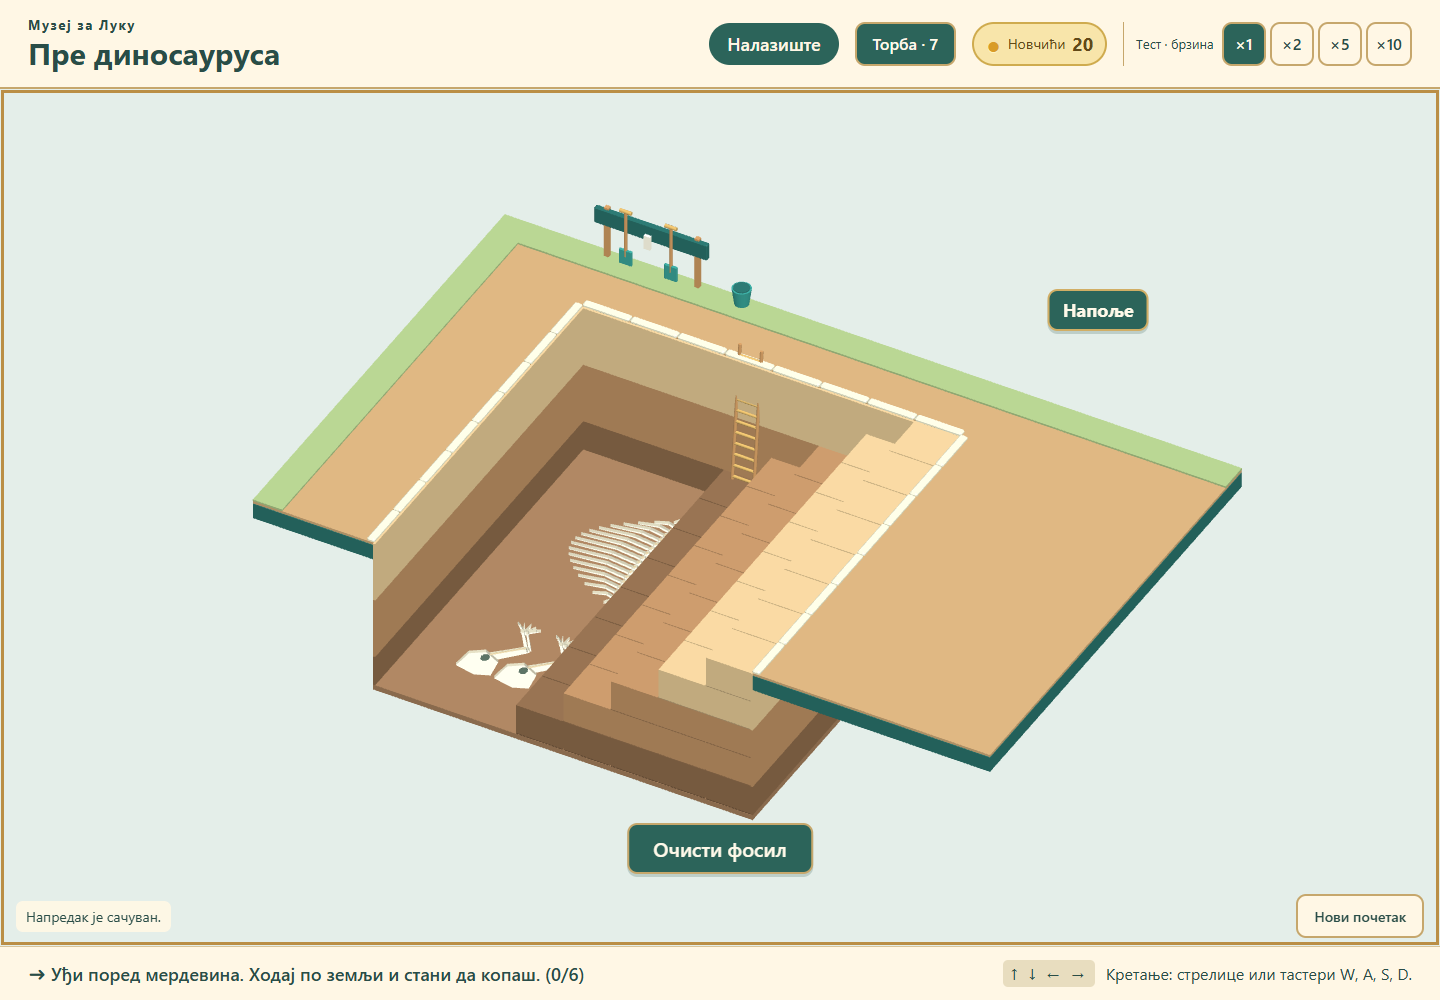 Музеј за Луку
Пре диносауруса
Налазиште
Торба · 7
Новчићи 20
Тест · брзина
×1
×2
×5
×10
Напоље
Очисти фосил
Напредак је сачуван.
Нови почетак
→ Уђи поред мердевина. Ходај по земљи и стани да копаш. (0/6)
↑ ↓ ← → Кретање: стрелице или тастери W, A, S, D.